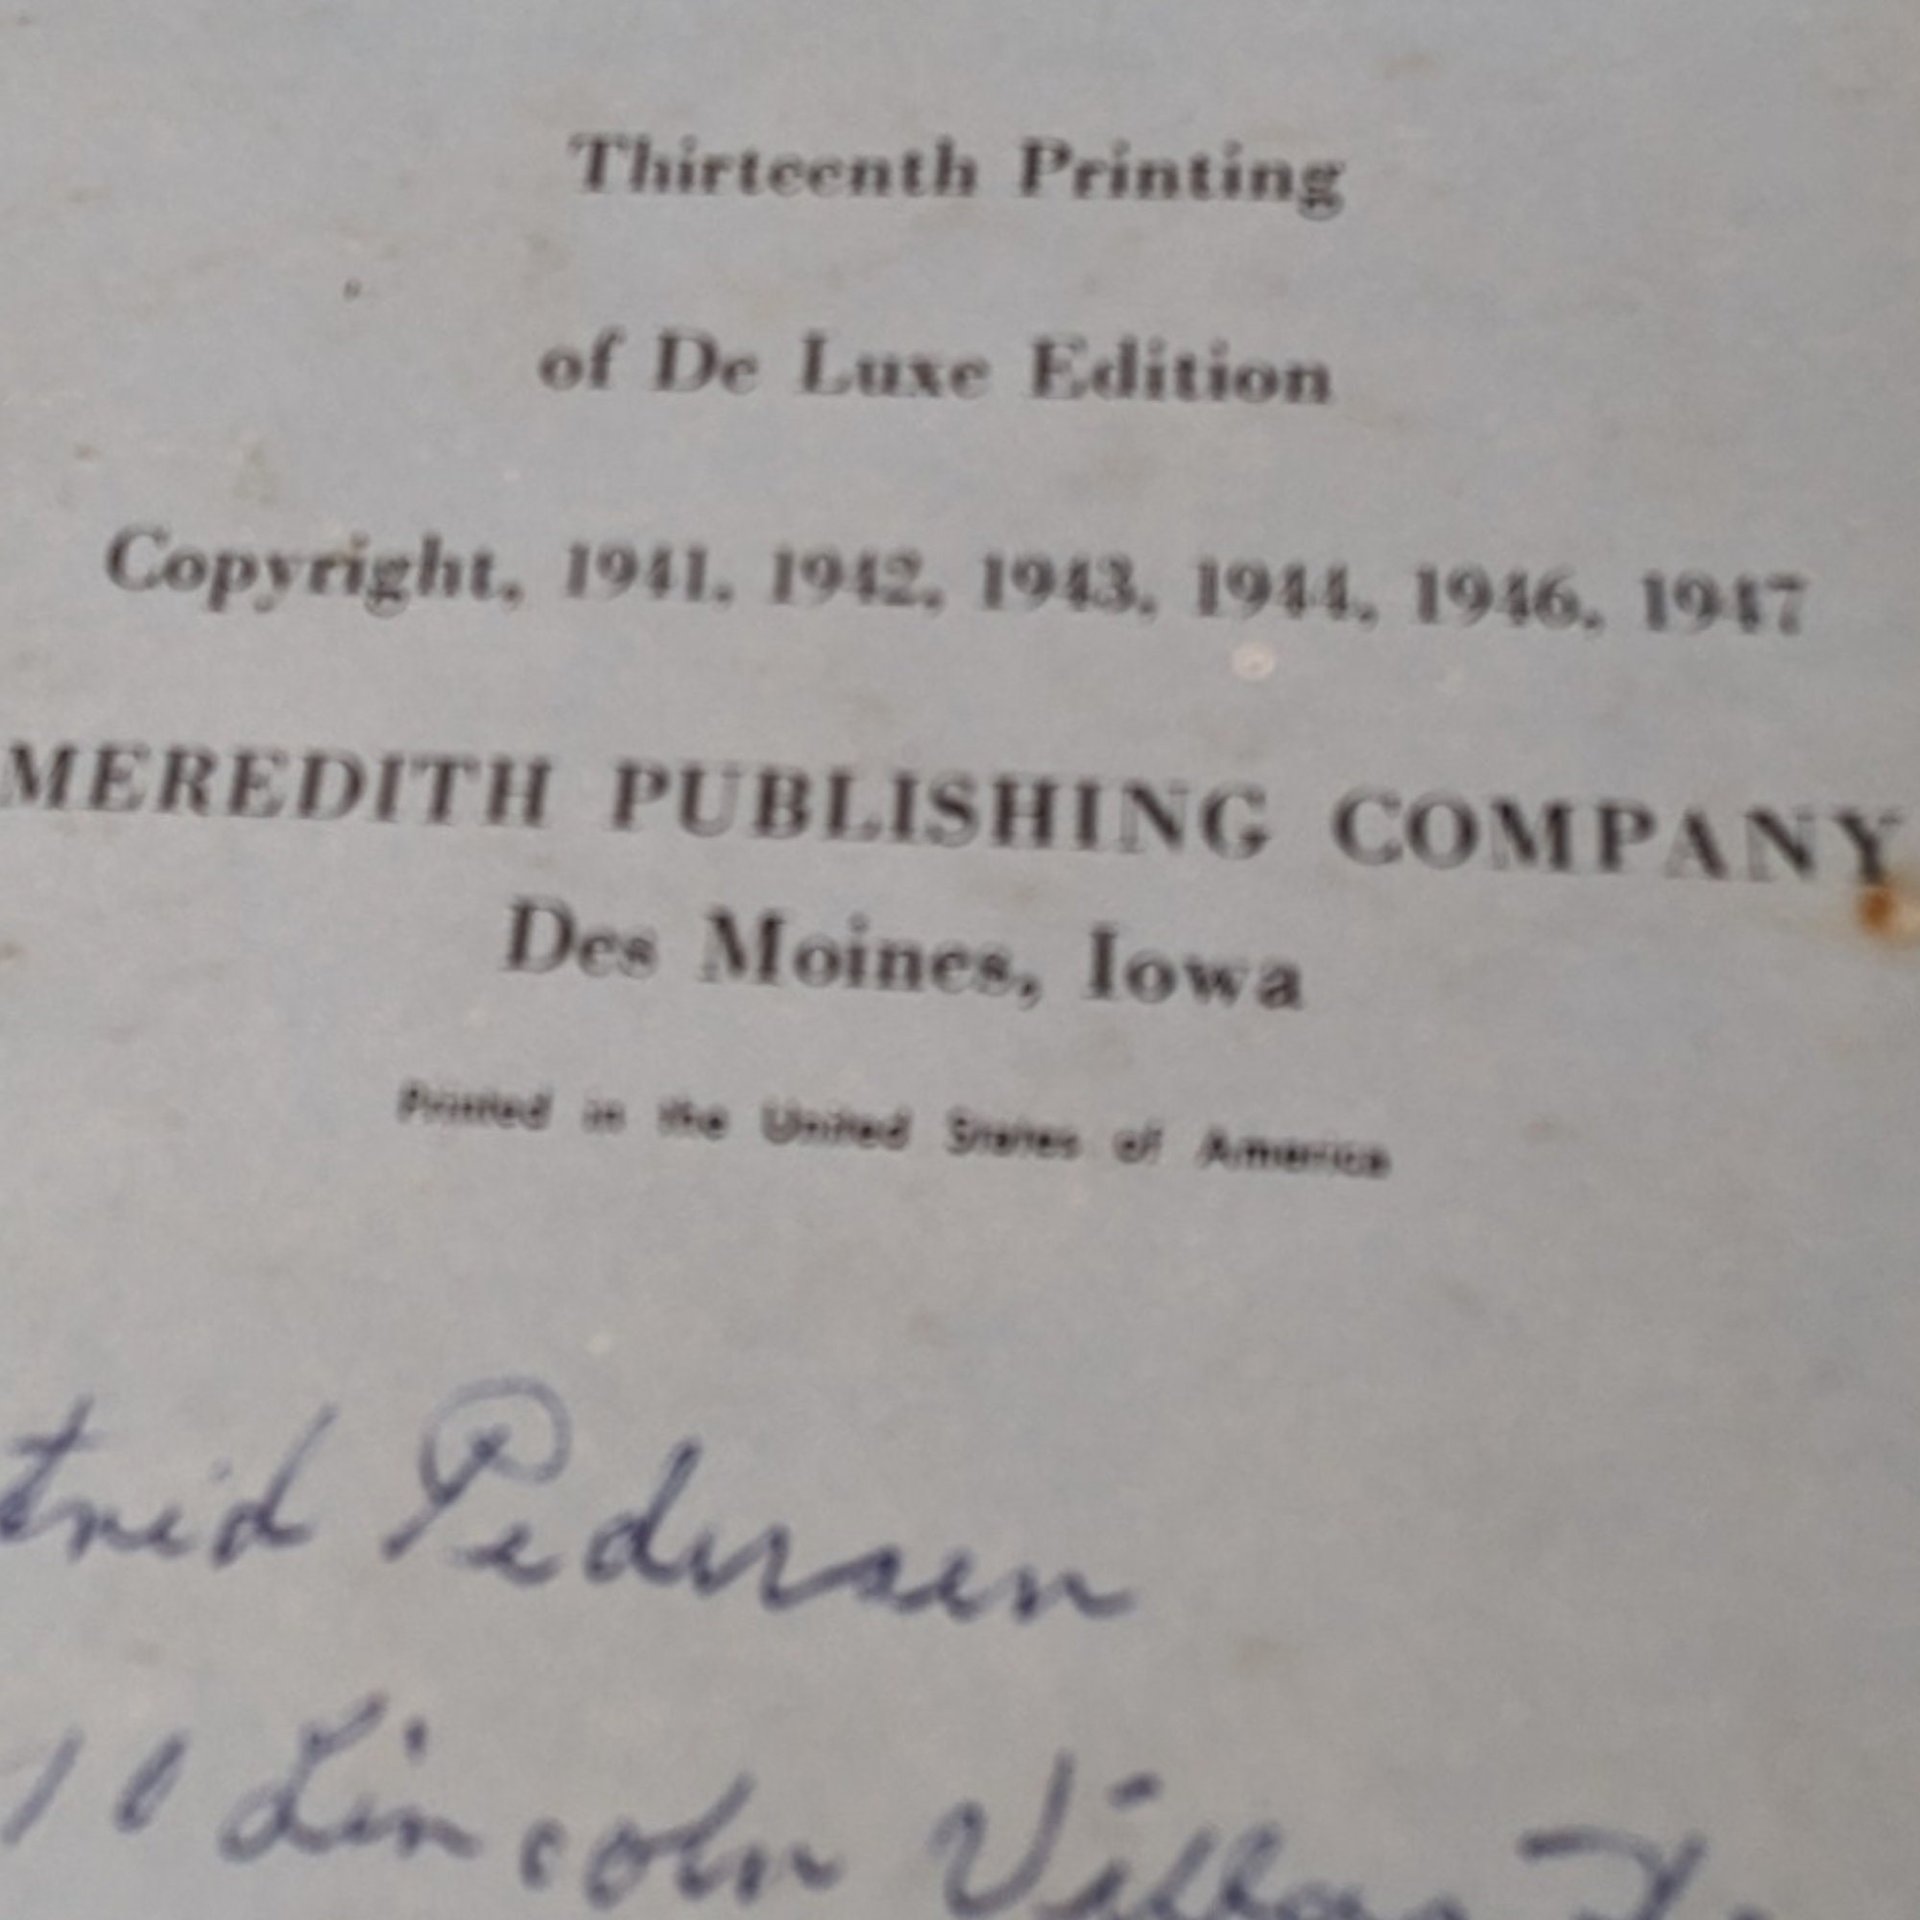 Thirteenth Printing
of De Luxe Edition
Copyright, 1941, 1942, 1943, 1944, 1946, 1947
MEREDITH PUBLISHING COMPANY
Des Moines, Iowa
Printed in the United States of America
Pedersen
10 Lincoln